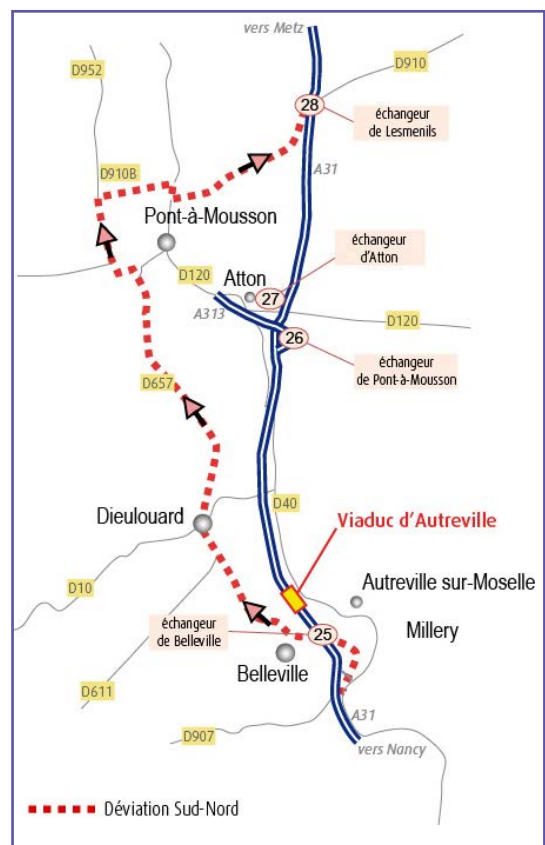 vers Metz
D952
D910
28
échangeur
de Lesmenils
D910B
A31
Pont-à-Mousson
échangeur
d'Atton
D120
Atton
27
A313
D120
26
échangeur
de Pont-à-Mousson
D657
D40
Dieulouard
Viaduc d'Autreville
D10
Autreville sur-Moselle
échangeur
de Belleville
25
Millery
Belleville
D611
A31
D907
vers Nancy
Déviation Sud-Nord